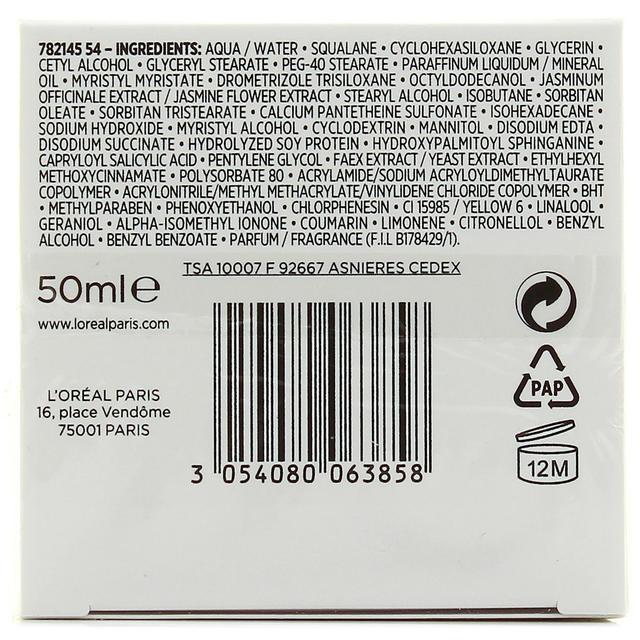 782145 54 – INGREDIENTS: AQUA / WATER • SQUALANE • CYCLOHEXASILOXANE • GLYCERIN •
CETYL ALCOHOL • GLYCERYL STEARATE • PEG-40 STEARATE • PARAFFINUM LIQUIDUM / MINERAL
OIL • MYRISTYL MYRISTATE • DROMETRIZOLE TRISILOXANE • OCTYLDODECANOL • JASMINUM
OFFICINALE EXTRACT / JASMINE FLOWER EXTRACT • STEARYL ALCOHOL • ISOBUTANE • SORBITAN
OLEATE • SORBITAN TRISTEARATE • CALCIUM PANTETHEINE SULFONATE • ISOHEXADECANE •
SODIUM HYDROXIDE • MYRISTYL ALCOHOL • CYCLODEXTRIN • MANNITOL • DISODIUM EDTA •
DISODIUM SUCCINATE • HYDROLYZED SOY PROTEIN • HYDROXYPALMITOYL SPHINGANINE •
CAPRYLOYL SALICYLIC ACID • PENTYLENE GLYCOL • FAEX EXTRACT / YEAST EXTRACT • ETHYLHEXYL
METHOXYCINNAMATE • POLYSORBATE 80 • ACRYLAMIDE/SODIUM ACRYLOYLDIMETHYLTAURATE
COPOLYMER • ACRYLONITRILE/METHYL METHACRYLATE/VINYLIDENE CHLORIDE COPOLYMER • BHT
• METHYLPARABEN • PHENOXYETHANOL • CHLORPHENESIN • CI 15985 / YELLOW 6 • LINALOOL •
GERANIOL • ALPHA-ISOMETHYL IONONE • COUMARIN • LIMONENE • CITRONELLOL • BENZYL
ALCOHOL • BENZYL BENZOATE • PARFUM / FRAGRANCE (F.I.L B178429/1).
TSA 10007 F 92667 ASNIERES CEDEX
50ml e
www.lorealparis.com
L'ORÉAL PARIS
16, place Vendôme
75001 PARIS
3 054080 063858
PAP
12M